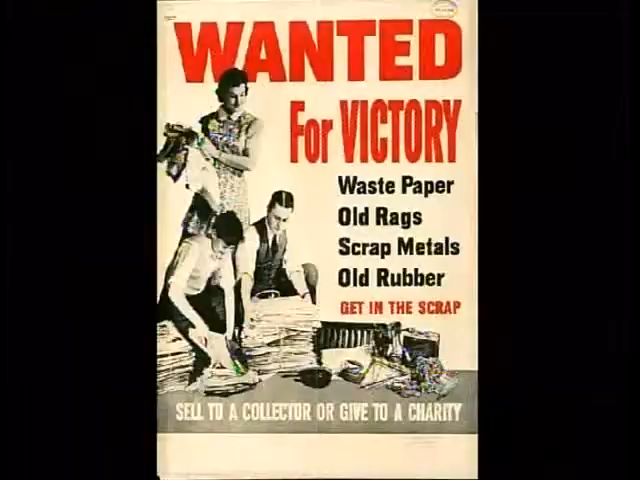 WANTED
For VICTORY
Waste Paper
Old Rags
Scrap Metals
Old Rubber
GET IN THE SCRAP
SELL TO A COLLECTOR OR GIVE TO A CHARITY